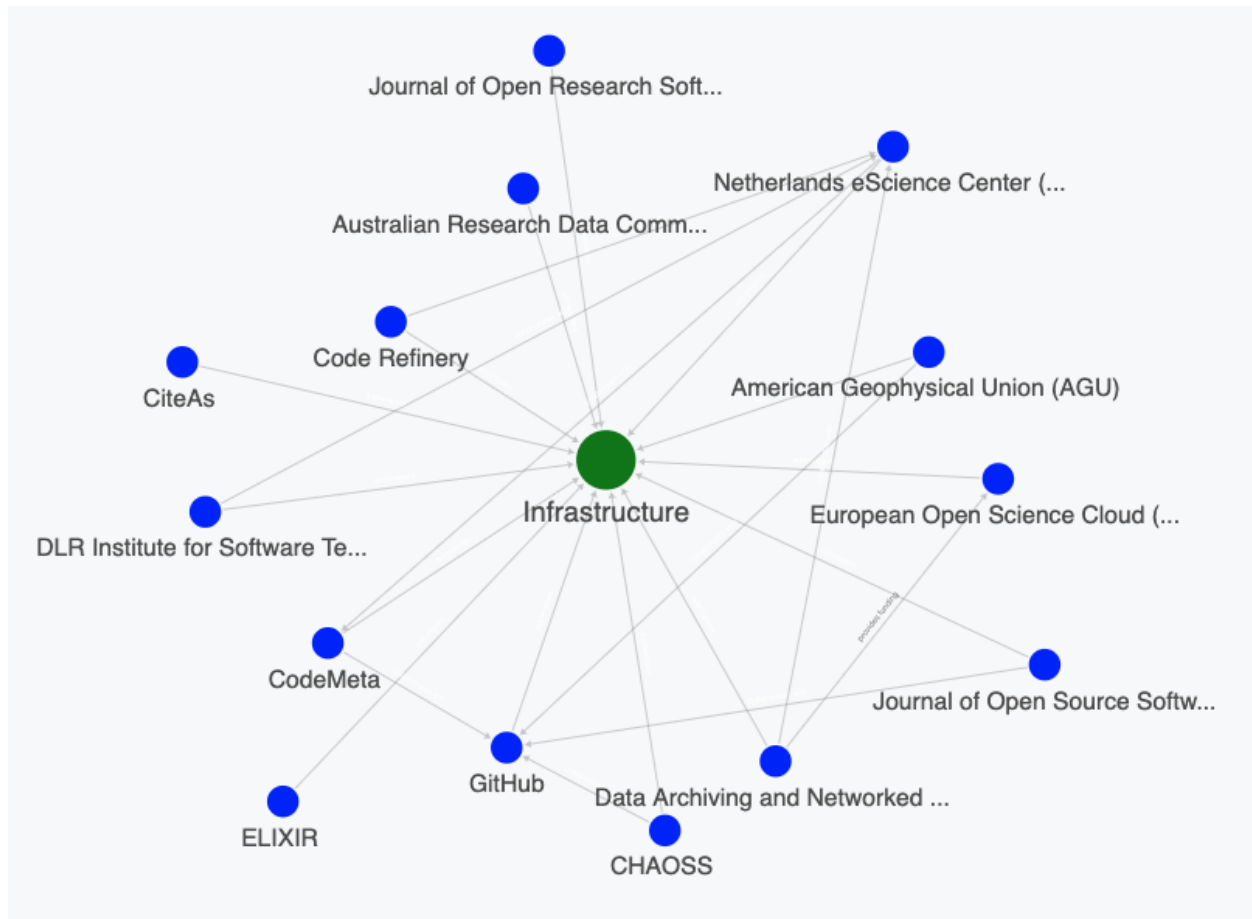 Journal of Open Research Soft...
Netherlands eScience Center (...
Australian Research Data Comm...
Code Refinery
American Geophysical Union (AGU)
CiteAs
Infrastructure
European Open Science Cloud (...
DLR Institute for Software Te...
provides funding
CodeMeta
Journal of Open Source Softw...
GitHub
Data Archiving and Networked ...
ELIXIR
CHAOSS